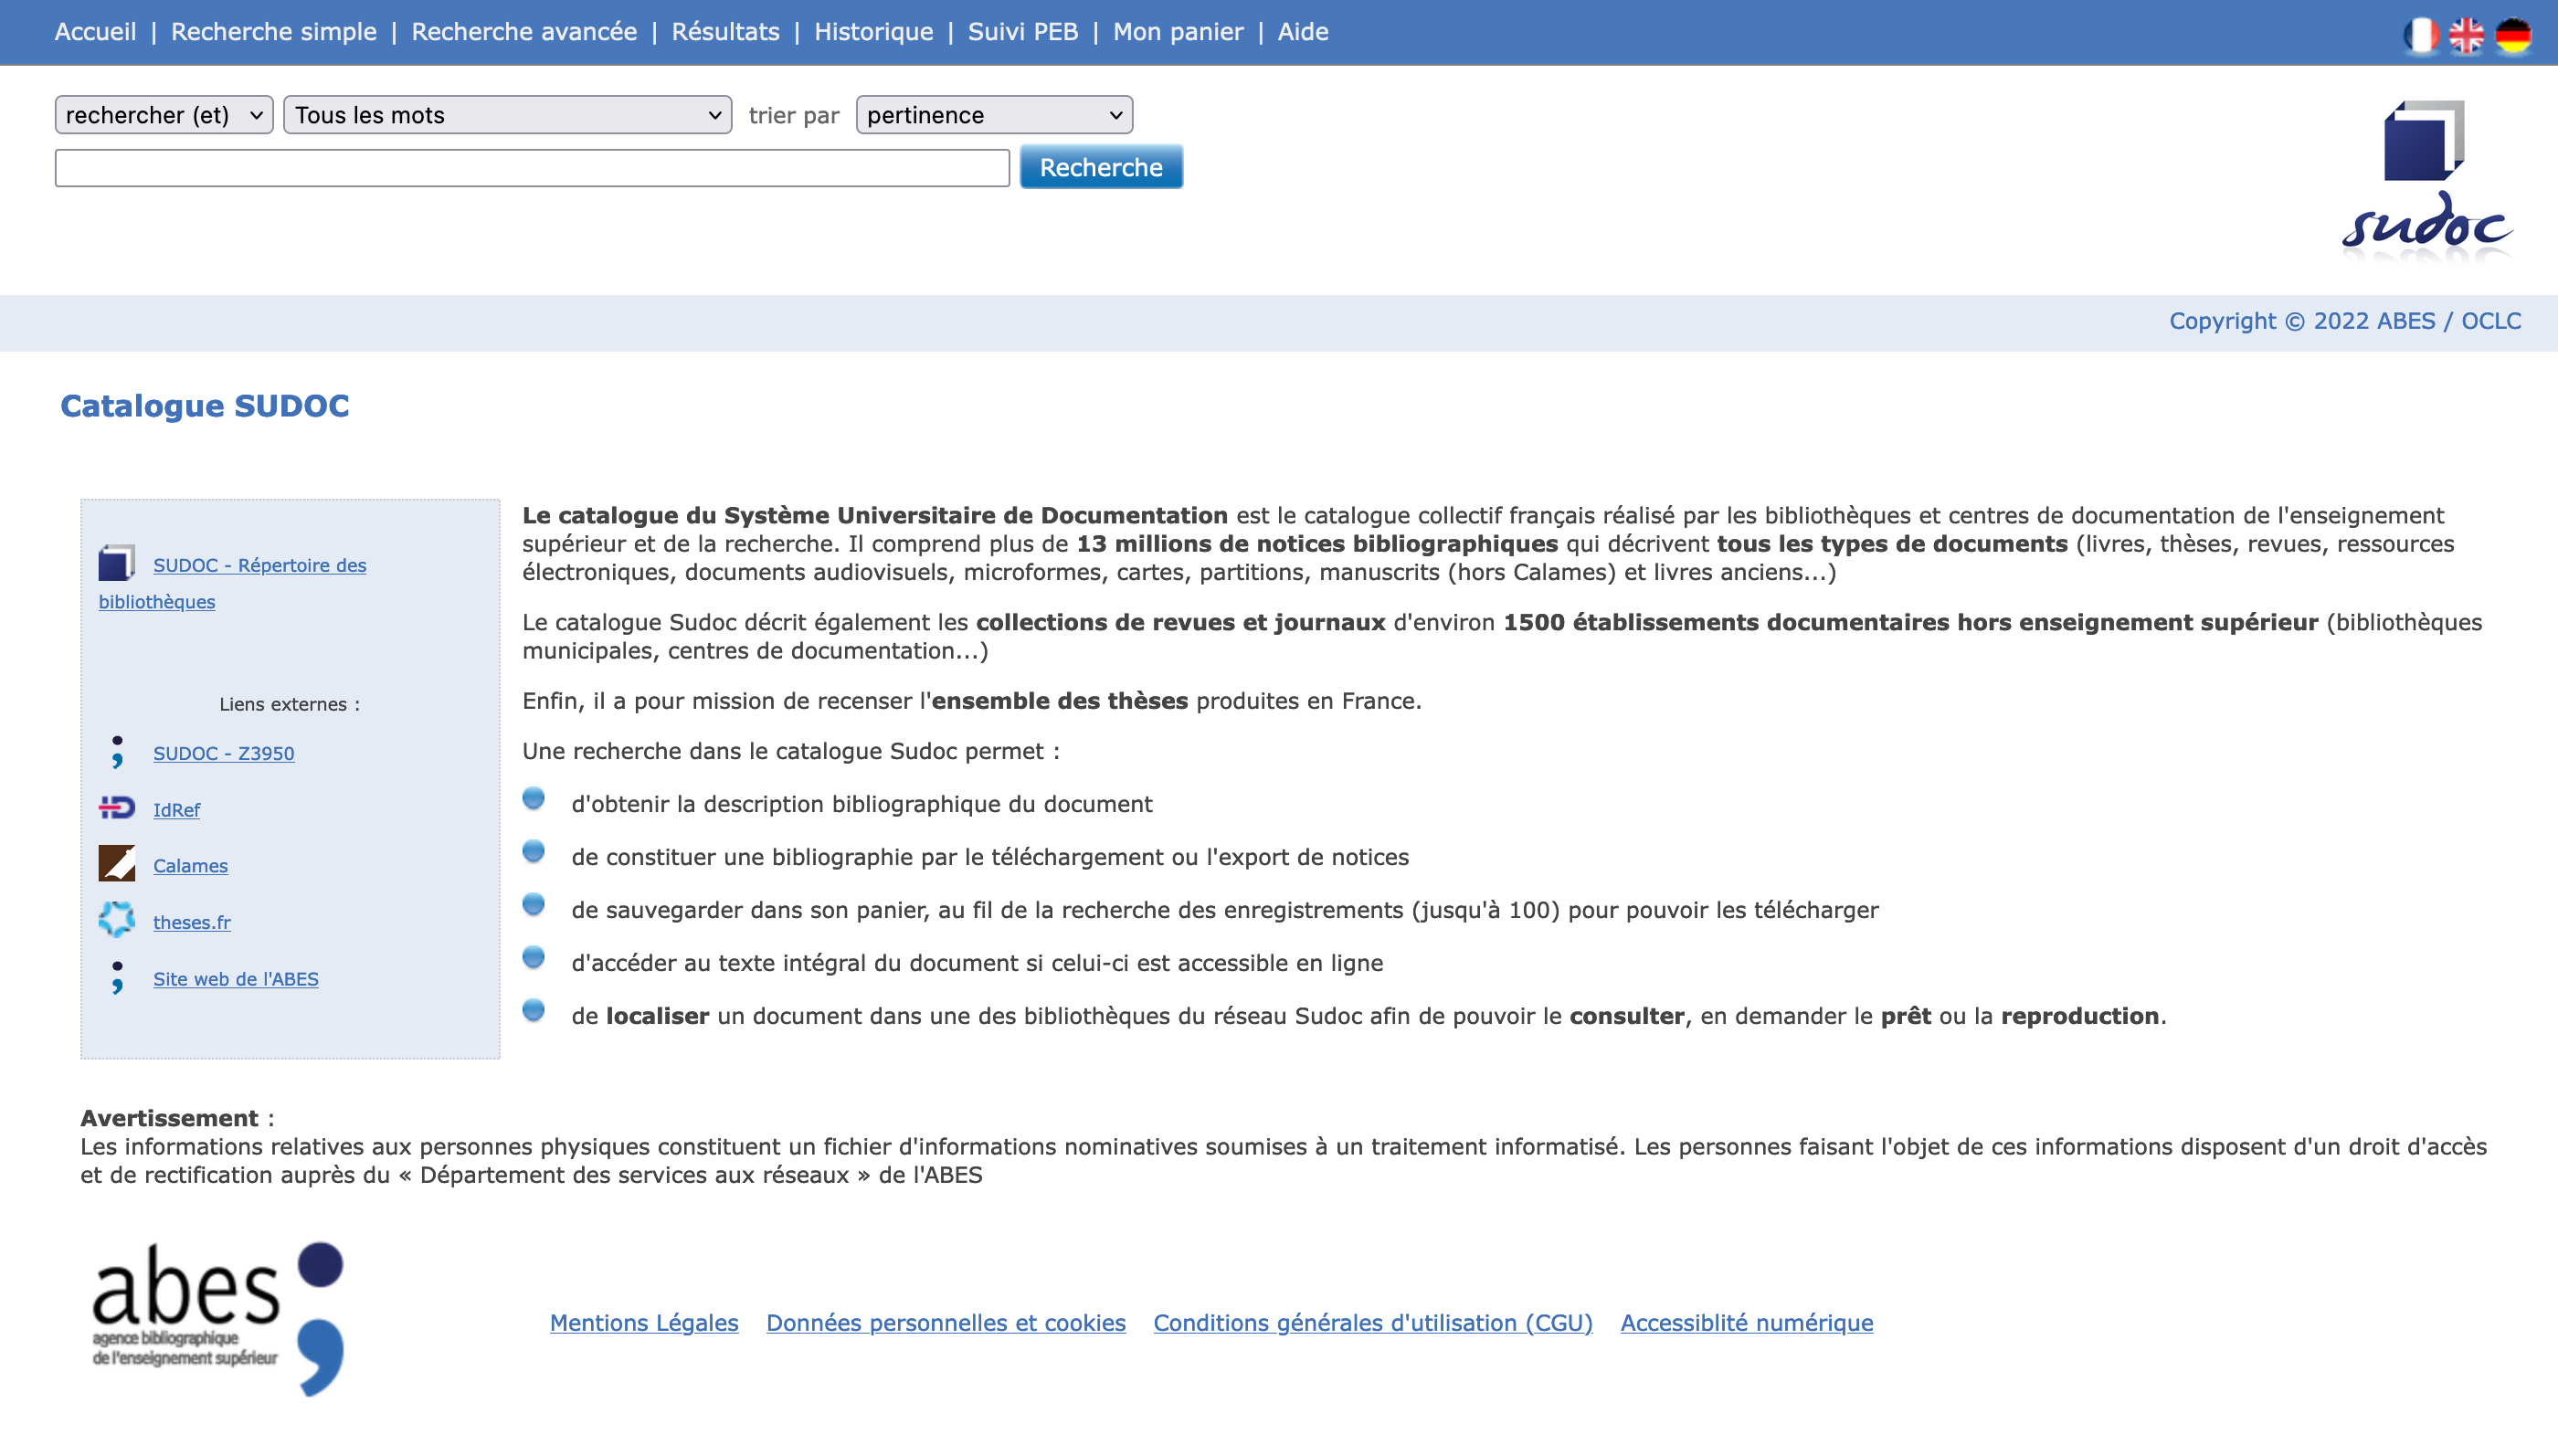 Accueil | Recherche simple | Recherche avancée | Résultats | Historique | Suivi PEB | Mon panier | Aide
rechercher (et) Tous les mots trier par pertinence
Recherche
sudoc
Copyright © 2022 ABES / OCLC
Catalogue SUDOC
SUDOC - Répertoire des
bibliothèques
Liens externes :
SUDOC - Z3950
IdRef
Calames
theses.fr
Site web de l'ABES
Le catalogue du Système Universitaire de Documentation est le catalogue collectif français réalisé par les bibliothèques et centres de documentation de l'enseignement
supérieur et de la recherche. Il comprend plus de 13 millions de notices bibliographiques qui décrivent tous les types de documents (livres, thèses, revues, ressources
électroniques, documents audiovisuels, microformes, cartes, partitions, manuscrits (hors Calames) et livres anciens...)
Le catalogue Sudoc décrit également les collections de revues et journaux d'environ 1500 établissements documentaires hors enseignement supérieur (bibliothèques
municipales, centres de documentation...)
Enfin, il a pour mission de recenser l'ensemble des thèses produites en France.
Une recherche dans le catalogue Sudoc permet :
d'obtenir la description bibliographique du document
de constituer une bibliographie par le téléchargement ou l'export de notices
de sauvegarder dans son panier, au fil de la recherche des enregistrements (jusqu'à 100) pour pouvoir les télécharger
d'accéder au texte intégral du document si celui-ci est accessible en ligne
de localiser un document dans une des bibliothèques du réseau Sudoc afin de pouvoir le consulter, en demander le prêt ou la reproduction.
Avertissement :
Les informations relatives aux personnes physiques constituent un fichier d'informations nominatives soumises à un traitement informatisé. Les personnes faisant l'objet de ces informations disposent d'un droit d'accès
et de rectification auprès du « Département des services aux réseaux » de l'ABES
abes
agence bibliographique
de l'enseignement supérieur
Mentions Légales Données personnelles et cookies Conditions générales d'utilisation (CGU) Accessiblité numérique